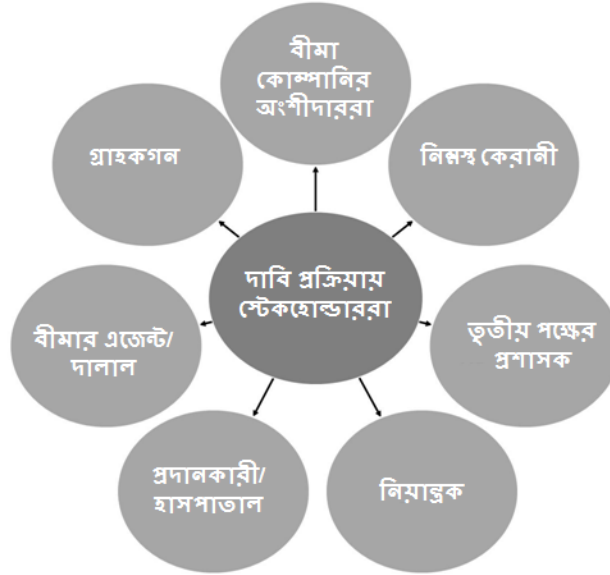 বীমা
কোম্পানির
অংশীদাররা
গ্রাহকগন
নিম্নস্থ কেরানী
দাবি প্রক্রিয়ায়
স্টেকহোল্ডাররা
বীমার এজেন্ট/
দালাল
তৃতীয় পক্ষের
প্রশাসক
প্রদানকারী/
হাসপাতাল
নিয়ান্ত্রক